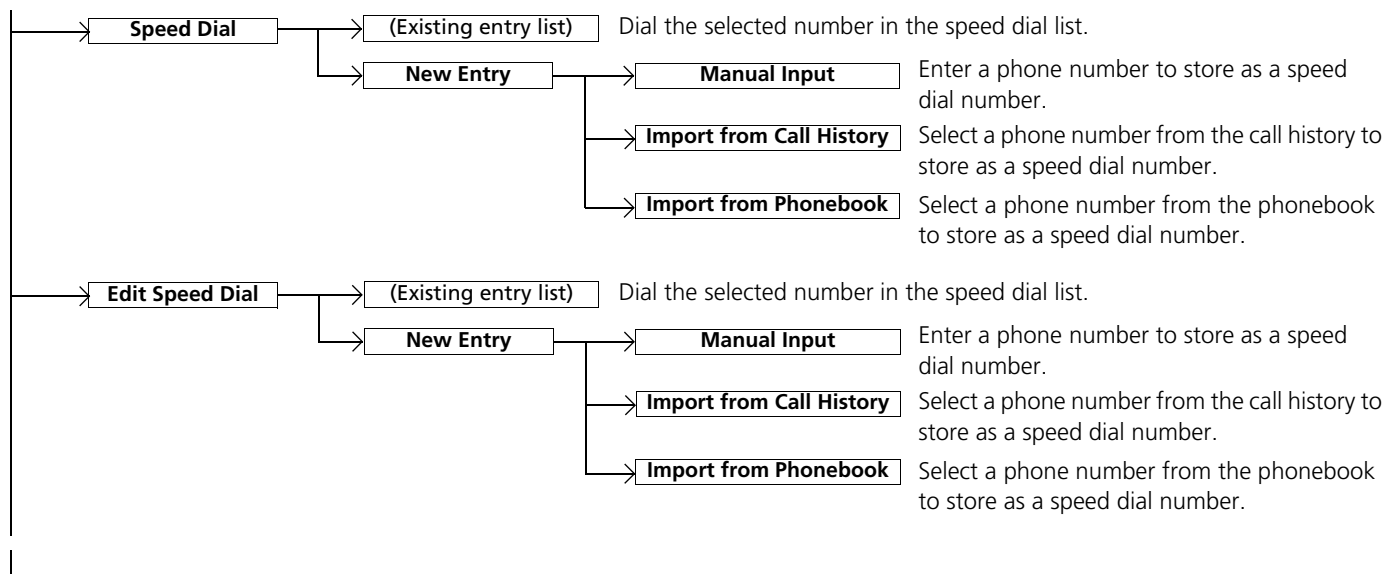 Speed Dial (Existing entry list) Dial the selected number in the speed dial list.
New Entry Manual Input Enter a phone number to store as a speed
dial number.
Import from Call History Select a phone number from the call history to
store as a speed dial number.
Import from Phonebook Select a phone number from the phonebook
to store as a speed dial number.
Edit Speed Dial (Existing entry list) Dial the selected number in the speed dial list.
New Entry Manual Input Enter a phone number to store as a speed
dial number.
Import from Call History Select a phone number from the call history to
store as a speed dial number.
Import from Phonebook Select a phone number from the phonebook
to store as a speed dial number.